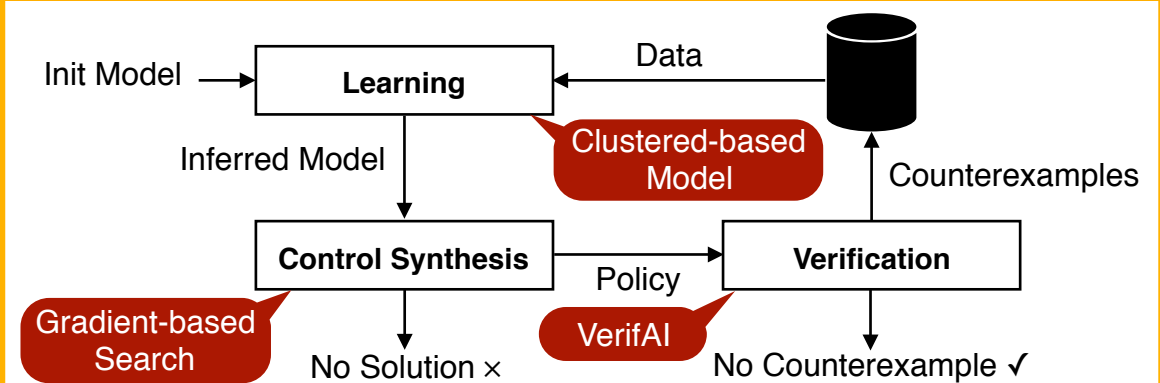 Init Model
Learning
Data
Clustered-based
Model
Inferred Model
Counterexamples
Control Synthesis
Policy
Verification
Gradient-based
Search
VerifAI
No Solution ×
No Counterexample ✓